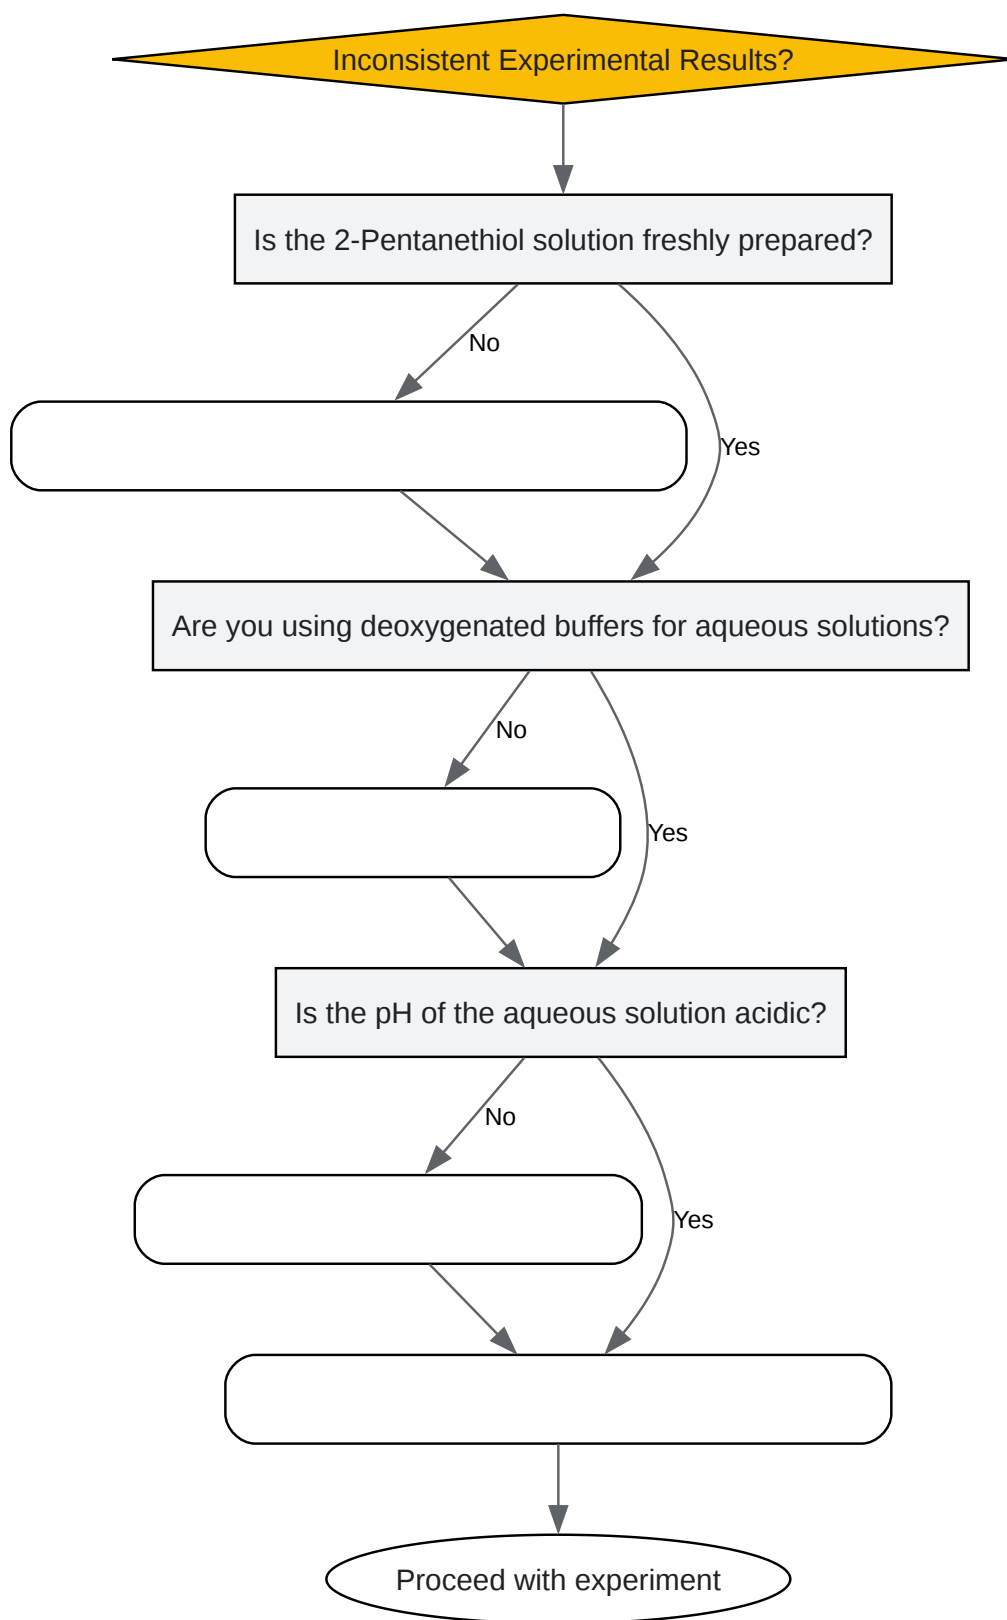 Inconsistent Experimental Results?
Is the 2-Pentanethiol solution freshly prepared?
No
Yes
Are you using deoxygenated buffers for aqueous solutions?
No
Yes
Is the pH of the aqueous solution acidic?
No
Yes
Proceed with experiment